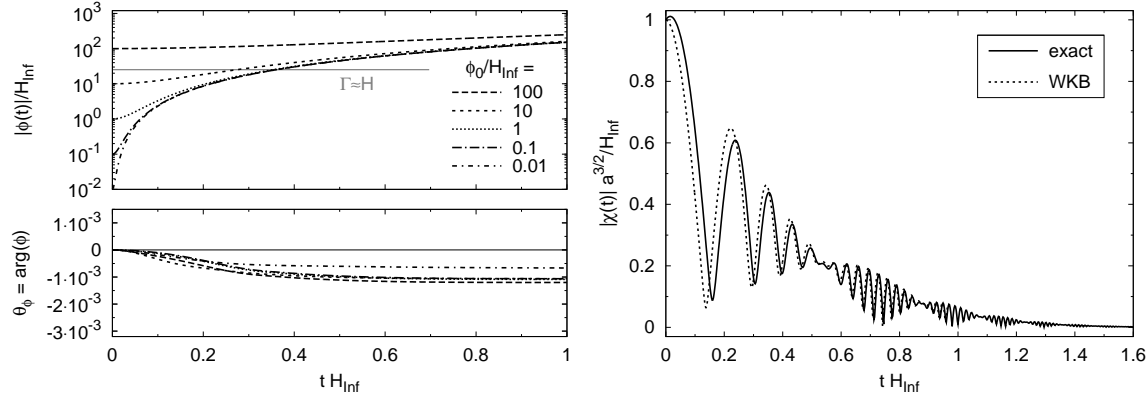 |ϕ(t)|/H_Inf
10³
10²
10¹
10⁰
10⁻¹
10⁻²
Γ≈H
ϕ₀/H_Inf =
100
10
1
0.1
0.01
θ_ϕ = arg(ϕ)
1·10⁻³
0
-1·10⁻³
-2·10⁻³
-3·10⁻³
0 0.2 0.4 0.6 0.8 1
t H_Inf
|χ(t)| a^{3/2}/H_Inf
1
0.8
0.6
0.4
0.2
0
exact
WKB
0 0.2 0.4 0.6 0.8 1 1.2 1.4 1.6
t H_Inf